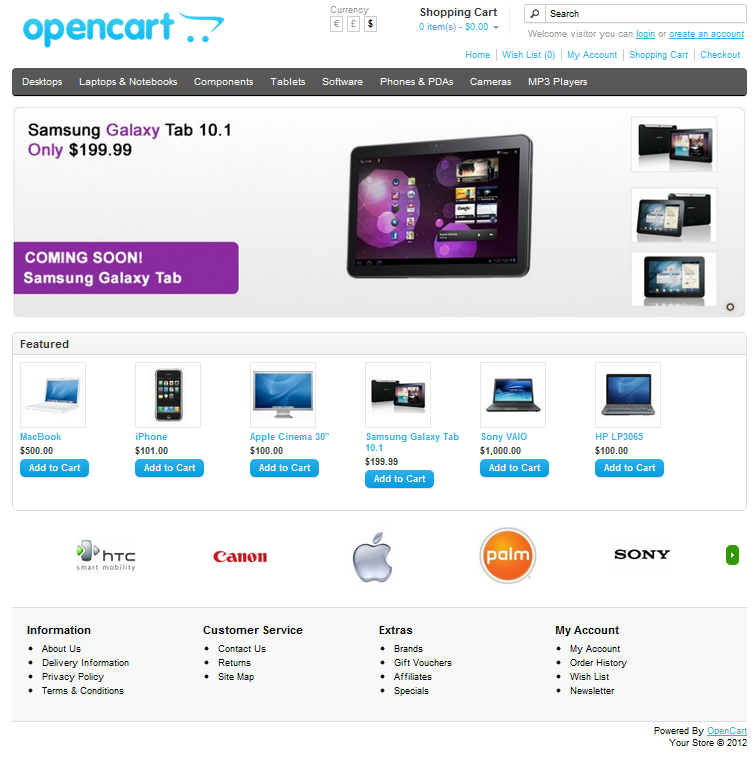 opencart
Currency
€ £ $
Shopping Cart
0 item(s) - $0.00
Search
Welcome visitor you can login or create an account.
Home Wish List (0) My Account Shopping Cart Checkout
Desktops Laptops & Notebooks Components Tablets Software Phones & PDAs Cameras MP3 Players
Samsung Galaxy Tab 10.1
Only $199.99
COMING SOON!
Samsung Galaxy Tab
Featured
MacBook
$500.00
Add to Cart
iPhone
$101.00
Add to Cart
Apple Cinema 30"
$100.00
Add to Cart
Samsung Galaxy Tab
10.1
$199.99
Add to Cart
Sony VAIO
$1,000.00
Add to Cart
HP LP3065
$100.00
Add to Cart
hTC
smart mobility
Canon
palm
SONY
Information
About Us
Delivery Information
Privacy Policy
Terms & Conditions
Customer Service
Contact Us
Returns
Site Map
Extras
Brands
Gift Vouchers
Affiliates
Specials
My Account
My Account
Order History
Wish List
Newsletter
Powered By OpenCart
Your Store © 2012